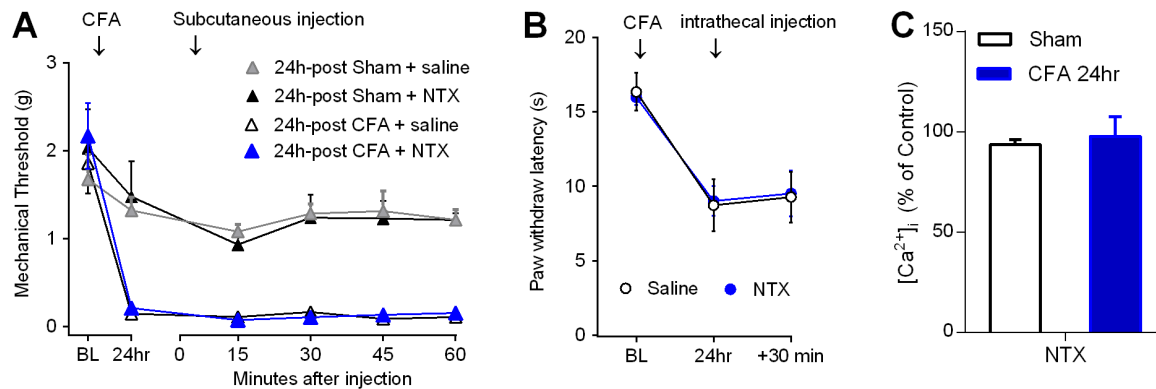 A
CFA
Subcutaneous injection
Mechanical Threshold (g)
3
2
1
0
24h-post Sham + saline
24h-post Sham + NTX
24h-post CFA + saline
24h-post CFA + NTX
BL 24hr 0 15 30 45 60
Minutes after injection
B
CFA
intrathecal injection
Paw withdraw latency (s)
20
15
10
5
0
Saline
NTX
BL 24hr +30 min
C
[Ca²⁺]ᵢ (% of Control)
150
100
50
0
Sham
CFA 24hr
NTX